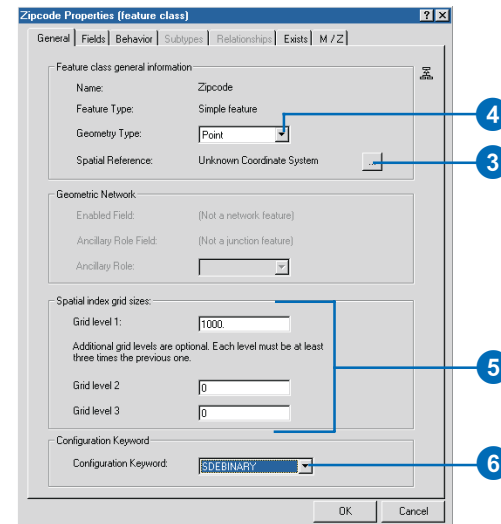 Zipcode Properties (feature class)
General Fields Behavior Subtypes Relationships Exists M / Z
Feature class general information
Name: Zipcode
Feature Type: Simple feature
Geometry Type: Point
4
Spatial Reference: Unknown Coordinate System ...
3
Geometric Network
Enabled Field: (Not a network feature)
Ancillary Role Field: (Not a junction feature)
Ancillary Role:
Spatial index grid sizes:
Grid level 1: 1000.
Additional grid levels are optional. Each level must be at least
three times the previous one.
5
Grid level 2 0
Grid level 3 0
Configuration Keyword
Configuration Keyword: SDEBINARY
6
OK Cancel